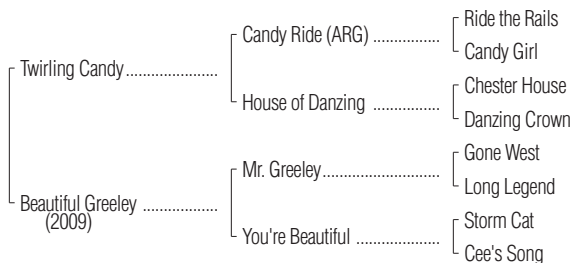 Ride the Rails
Candy Ride (ARG) ..................
Candy Girl
Twirling Candy ........................
Chester House
House of Danzing ..................
Danzing Crown
Gone West
Mr. Greeley ...............................
Long Legend
Beautiful Greeley ....................
(2009)
Storm Cat
You're Beautiful ......................
Cee's Song